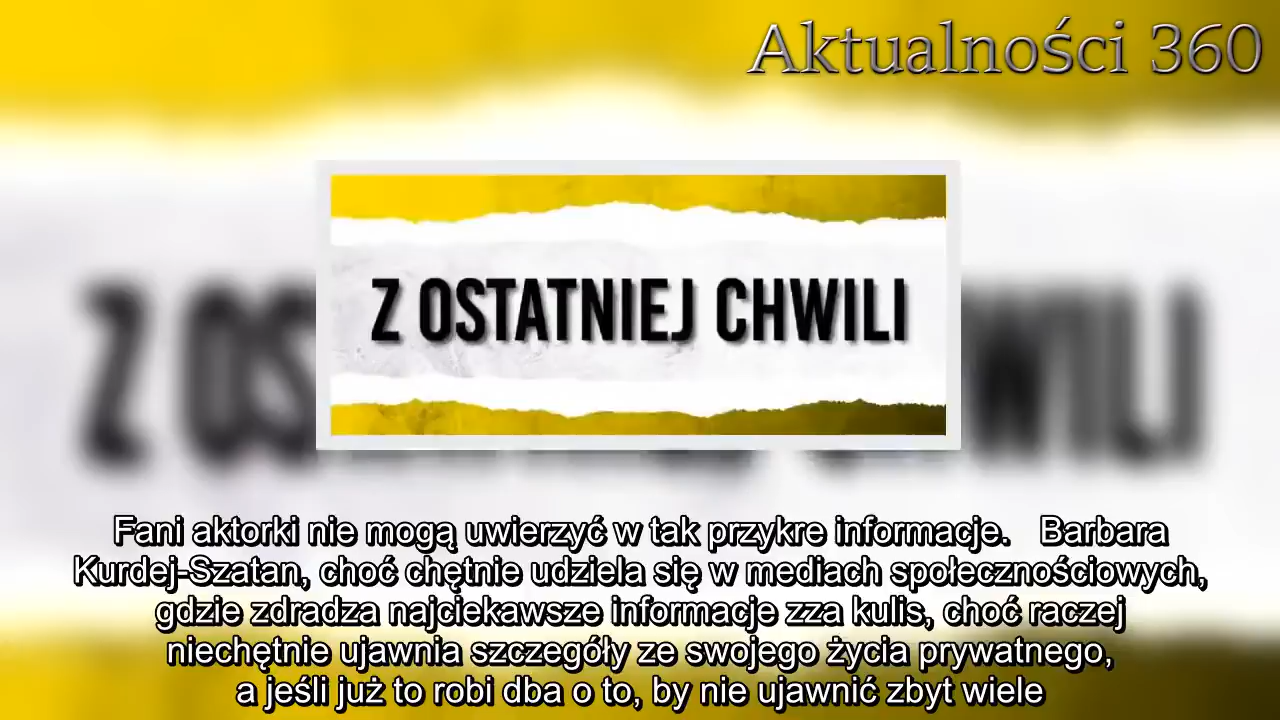 Aktualności 360
Z OSTATNIEJ CHWILI
Fani aktorki nie mogą uwierzyć w tak przykre informacje. Barbara
Kurdej-Szatan, choć chętnie udziela się w mediach społecznościowych,
gdzie zdradza najciekawsze informacje zza kulis, choć raczej
niechętnie ujawnia szczegóły ze swojego życia prywatnego,
a jeśli już to robi dba o to, by nie ujawnić zbyt wiele